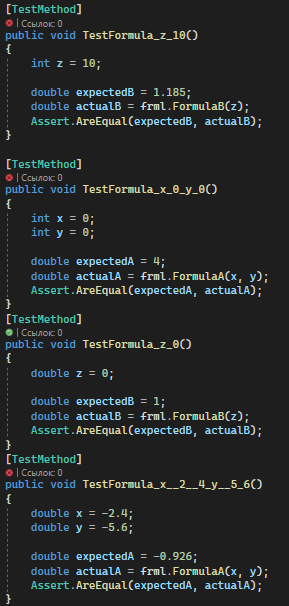 [TestMethod]
| Ссылок: 0
public void TestFormula_z_10()
{
int z = 10;
double expectedB = 1.185;
double actualB = frml.FormulaB(z);
Assert.AreEqual(expectedB, actualB);
}
[TestMethod]
| Ссылок: 0
public void TestFormula_x_0_y_0()
{
int x = 0;
int y = 0;
double expectedA = 4;
double actualA = frml.FormulaA(x, y);
Assert.AreEqual(expectedA, actualA);
}
[TestMethod]
| Ссылок: 0
public void TestFormula_z_0()
{
double z = 0;
double expectedB = 1;
double actualB = frml.FormulaB(z);
Assert.AreEqual(expectedB, actualB);
}
[TestMethod]
| Ссылок: 0
public void TestFormula_x__2__4_y__5_6()
{
double x = -2.4;
double y = -5.6;
double expectedA = -0.926;
double actualA = frml.FormulaA(x, y);
Assert.AreEqual(expectedA, actualA);
}